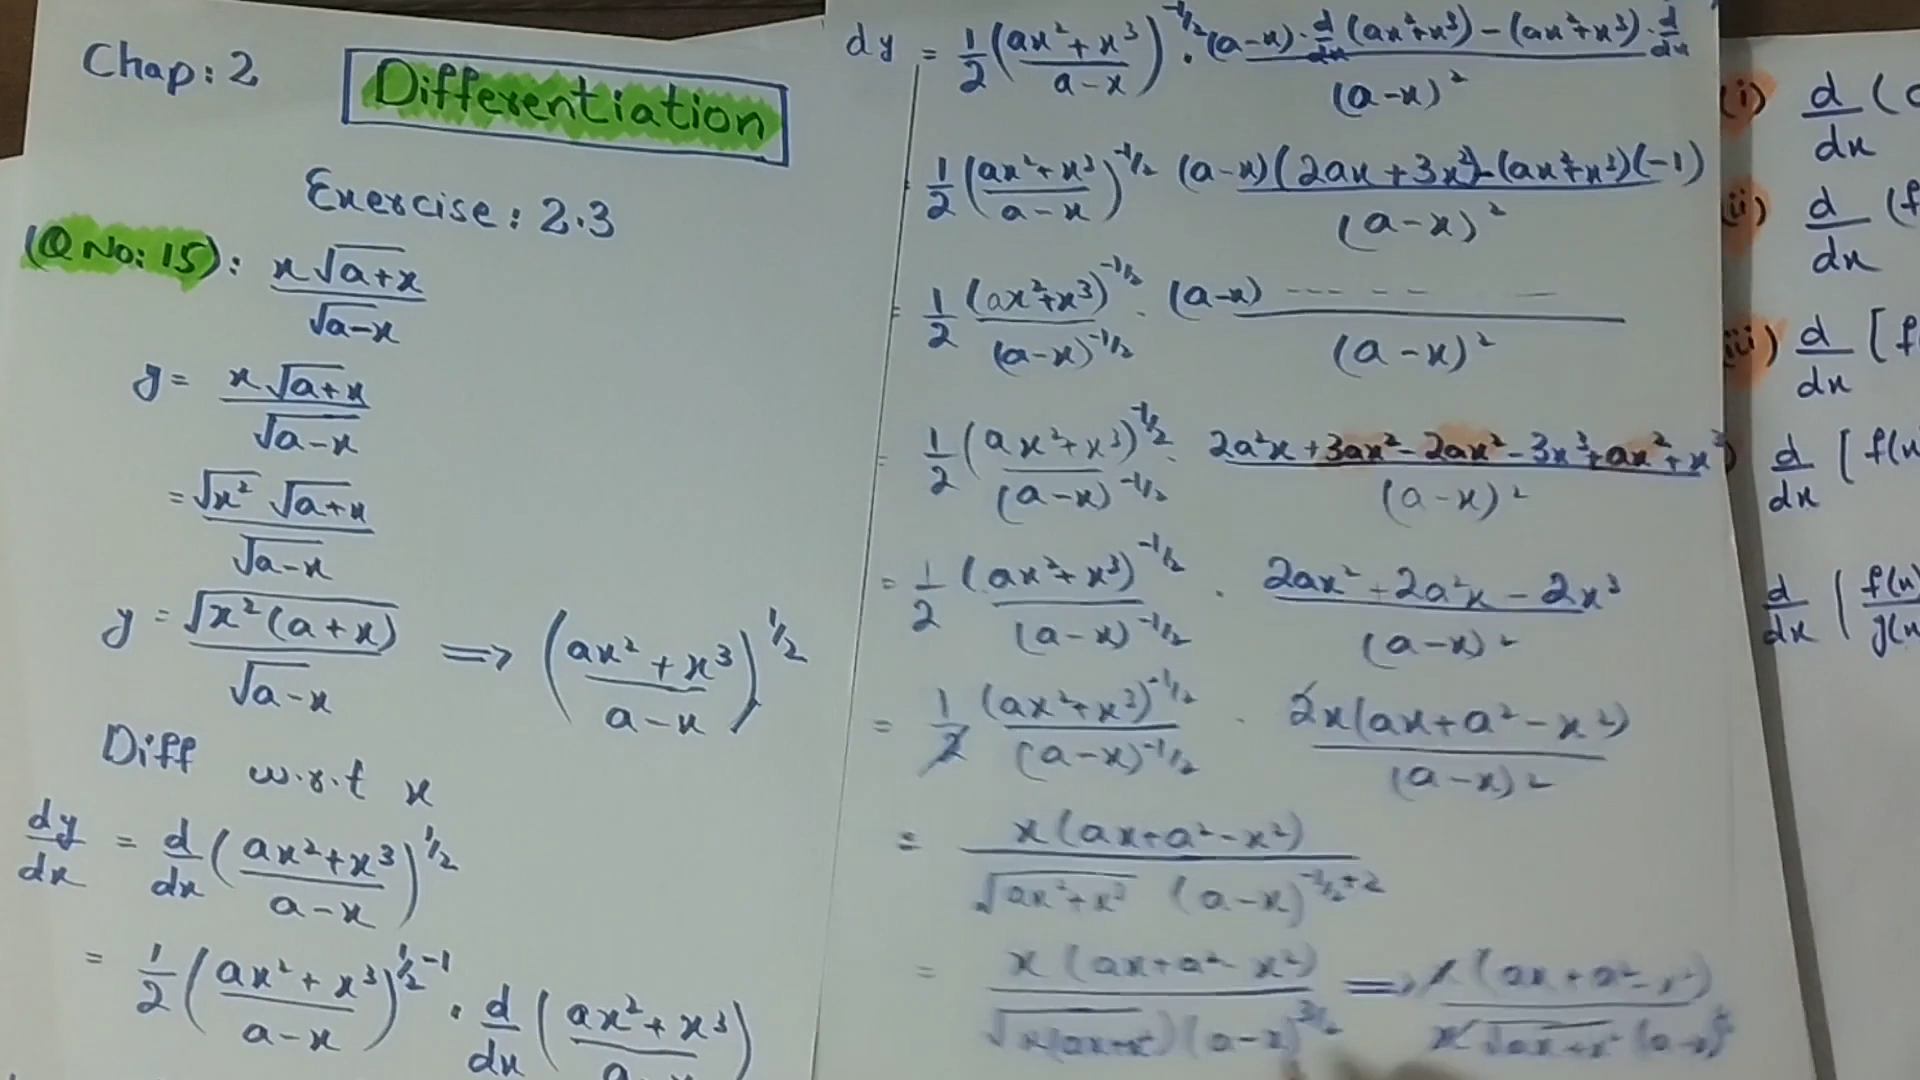 Chap: 2
Differentiation
Exercise: 2.3
(Q No: 15): x√(a+x) / √(a-x)
y = x√(a+x) / √(a-x)
= √x² √(a+x) / √(a-x)
y = √(x²(a+x)) / √(a-x) ⟹ ((ax²+x³)/(a-x))^(1/2)
Diff w.r.t x
dy/dx = d/dx ((ax²+x³)/(a-x))^(1/2)
= 1/2 ((ax²+x³)/(a-x))^(1/2-1) · d/dx (ax²+x³)
dy = 1/2 ((ax²+x³)/(a-x))^(-1/2) · (a-x)·d/dx(ax²+x³) - (ax²+x³)·d/dx / (a-x)²
1/2 ((ax²+x³)/(a-x))^(-1/2) (a-x)(2ax+3x²)-(ax²+x³)(-1) / (a-x)²
= 1/2 (ax²+x³)^(-1/2) / (a-x)^(-1/2) · (a-x) ---- - — / (a-x)²
= 1/2 (ax²+x³)^(-1/2) / (a-x)^(-1/2) · 2a²x+3ax²-2ax²-3x³+ax²+x³ / (a-x)²
= 1/2 (ax²+x³)^(-1/2) / (a-x)^(-1/2) · 2ax²+2a²x-2x³ / (a-x)²
= 1/2 (ax²+x³)^(-1/2) / (a-x)^(-1/2) · 2x(ax+a²-x²) / (a-x)²
= x(ax+a²-x²) / √(ax²+x³) (a-x)^(-1/2+2)
= x(ax+a²-x²) / (a-x)^(3/2) ⟹ x(ax+a²-x²) / x√(ax+x²)
(i) d/dx (
(ii) d/dx (f
(iii) d/dx [f
d/dx [f(x
d/dx (f(x) / g(x